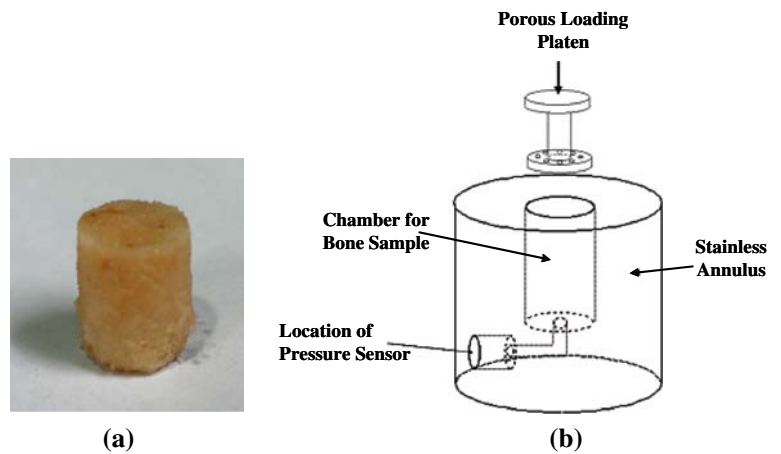 Porous Loading
Platen
Chamber for
Bone Sample
Stainless
Annulus
Location of
Pressure Sensor
(a)
(b)